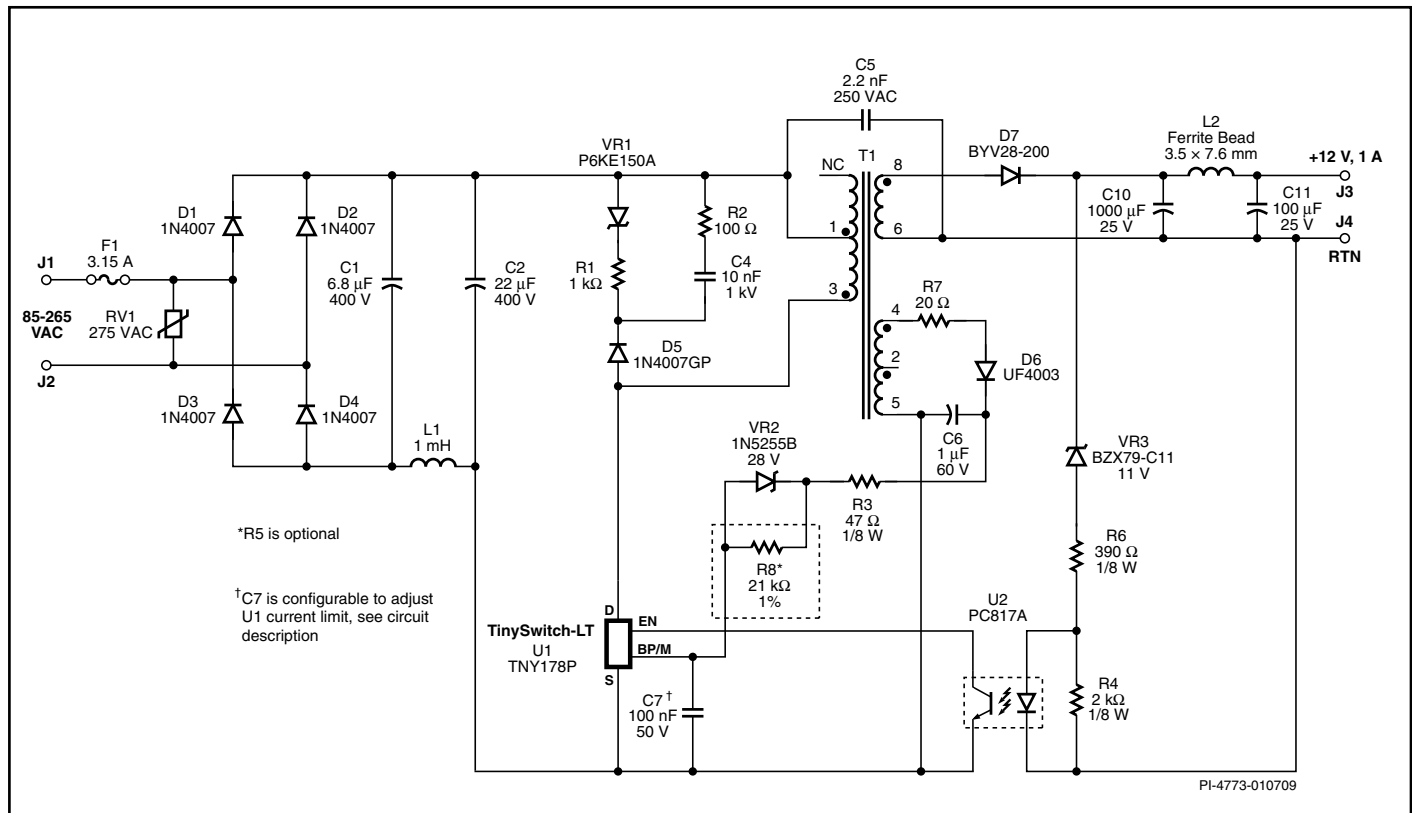 C5
2.2 nF
250 VAC
VR1
P6KE150A
NC
T1
8
D7
BYV28-200
L2
Ferrite Bead
3.5 × 7.6 mm
+12 V, 1 A
J3
D1
1N4007
D2
1N4007
R2
100 Ω
1
6
C10
1000 µF
25 V
C11
100 µF
25 V
J4
RTN
J1
F1
3.15 A
C1
6.8 µF
400 V
C2
22 µF
400 V
R1
1 kΩ
C4
10 nF
1 kV
3
R7
20 Ω
85-265
VAC
RV1
275 VAC
4
D5
1N4007GP
2
D6
UF4003
J2
D3
1N4007
D4
1N4007
5
L1
1 mH
VR2
1N5255B
28 V
C6
1 µF
60 V
VR3
BZX79-C11
11 V
R3
47 Ω
1/8 W
*R5 is optional
R8*
21 kΩ
1%
R6
390 Ω
1/8 W
†C7 is configurable to adjust
U1 current limit, see circuit
description
D
EN
TinySwitch-LT
U1
TNY178P
BP/M
S
U2
PC817A
C7†
100 nF
50 V
R4
2 kΩ
1/8 W
PI-4773-010709